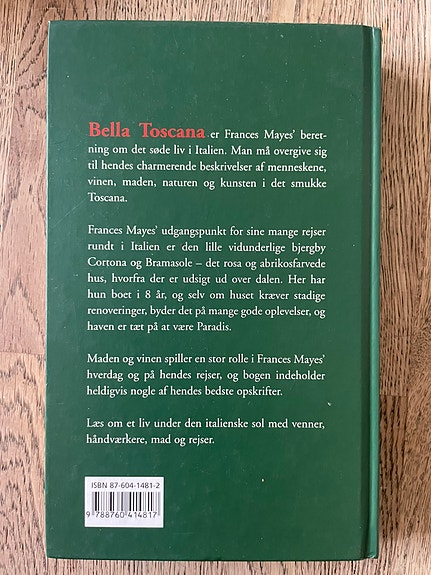 Bella Toscana er Frances Mayes’ beret-
ning om det søde liv i Italien. Man må overgive sig
til hendes charmerende beskrivelser af menneskene,
vinen, maden, naturen og kunsten i det smukke
Toscana.
Frances Mayes’ udgangspunkt for sine mange rejser
rundt i Italien er den lille vidunderlige bjergby
Cortona og Bramasole – det rosa og abrikosfarvede
hus, hvorfra der er udsigt ud over dalen. Her har
hun boet i 8 år, og selv om huset kræver stadige
renoveringer, byder det på mange gode oplevelser, og
haven er tæt på at være Paradis.
Maden og vinen spiller en stor rolle i Frances Mayes’
hverdag og på hendes rejser, og bogen indeholder
heldigvis nogle af hendes bedste opskrifter.
Læs om et liv under den italienske sol med venner,
håndværkere, mad og rejser.
ISBN 87-604-1481-2
9 788760 414817